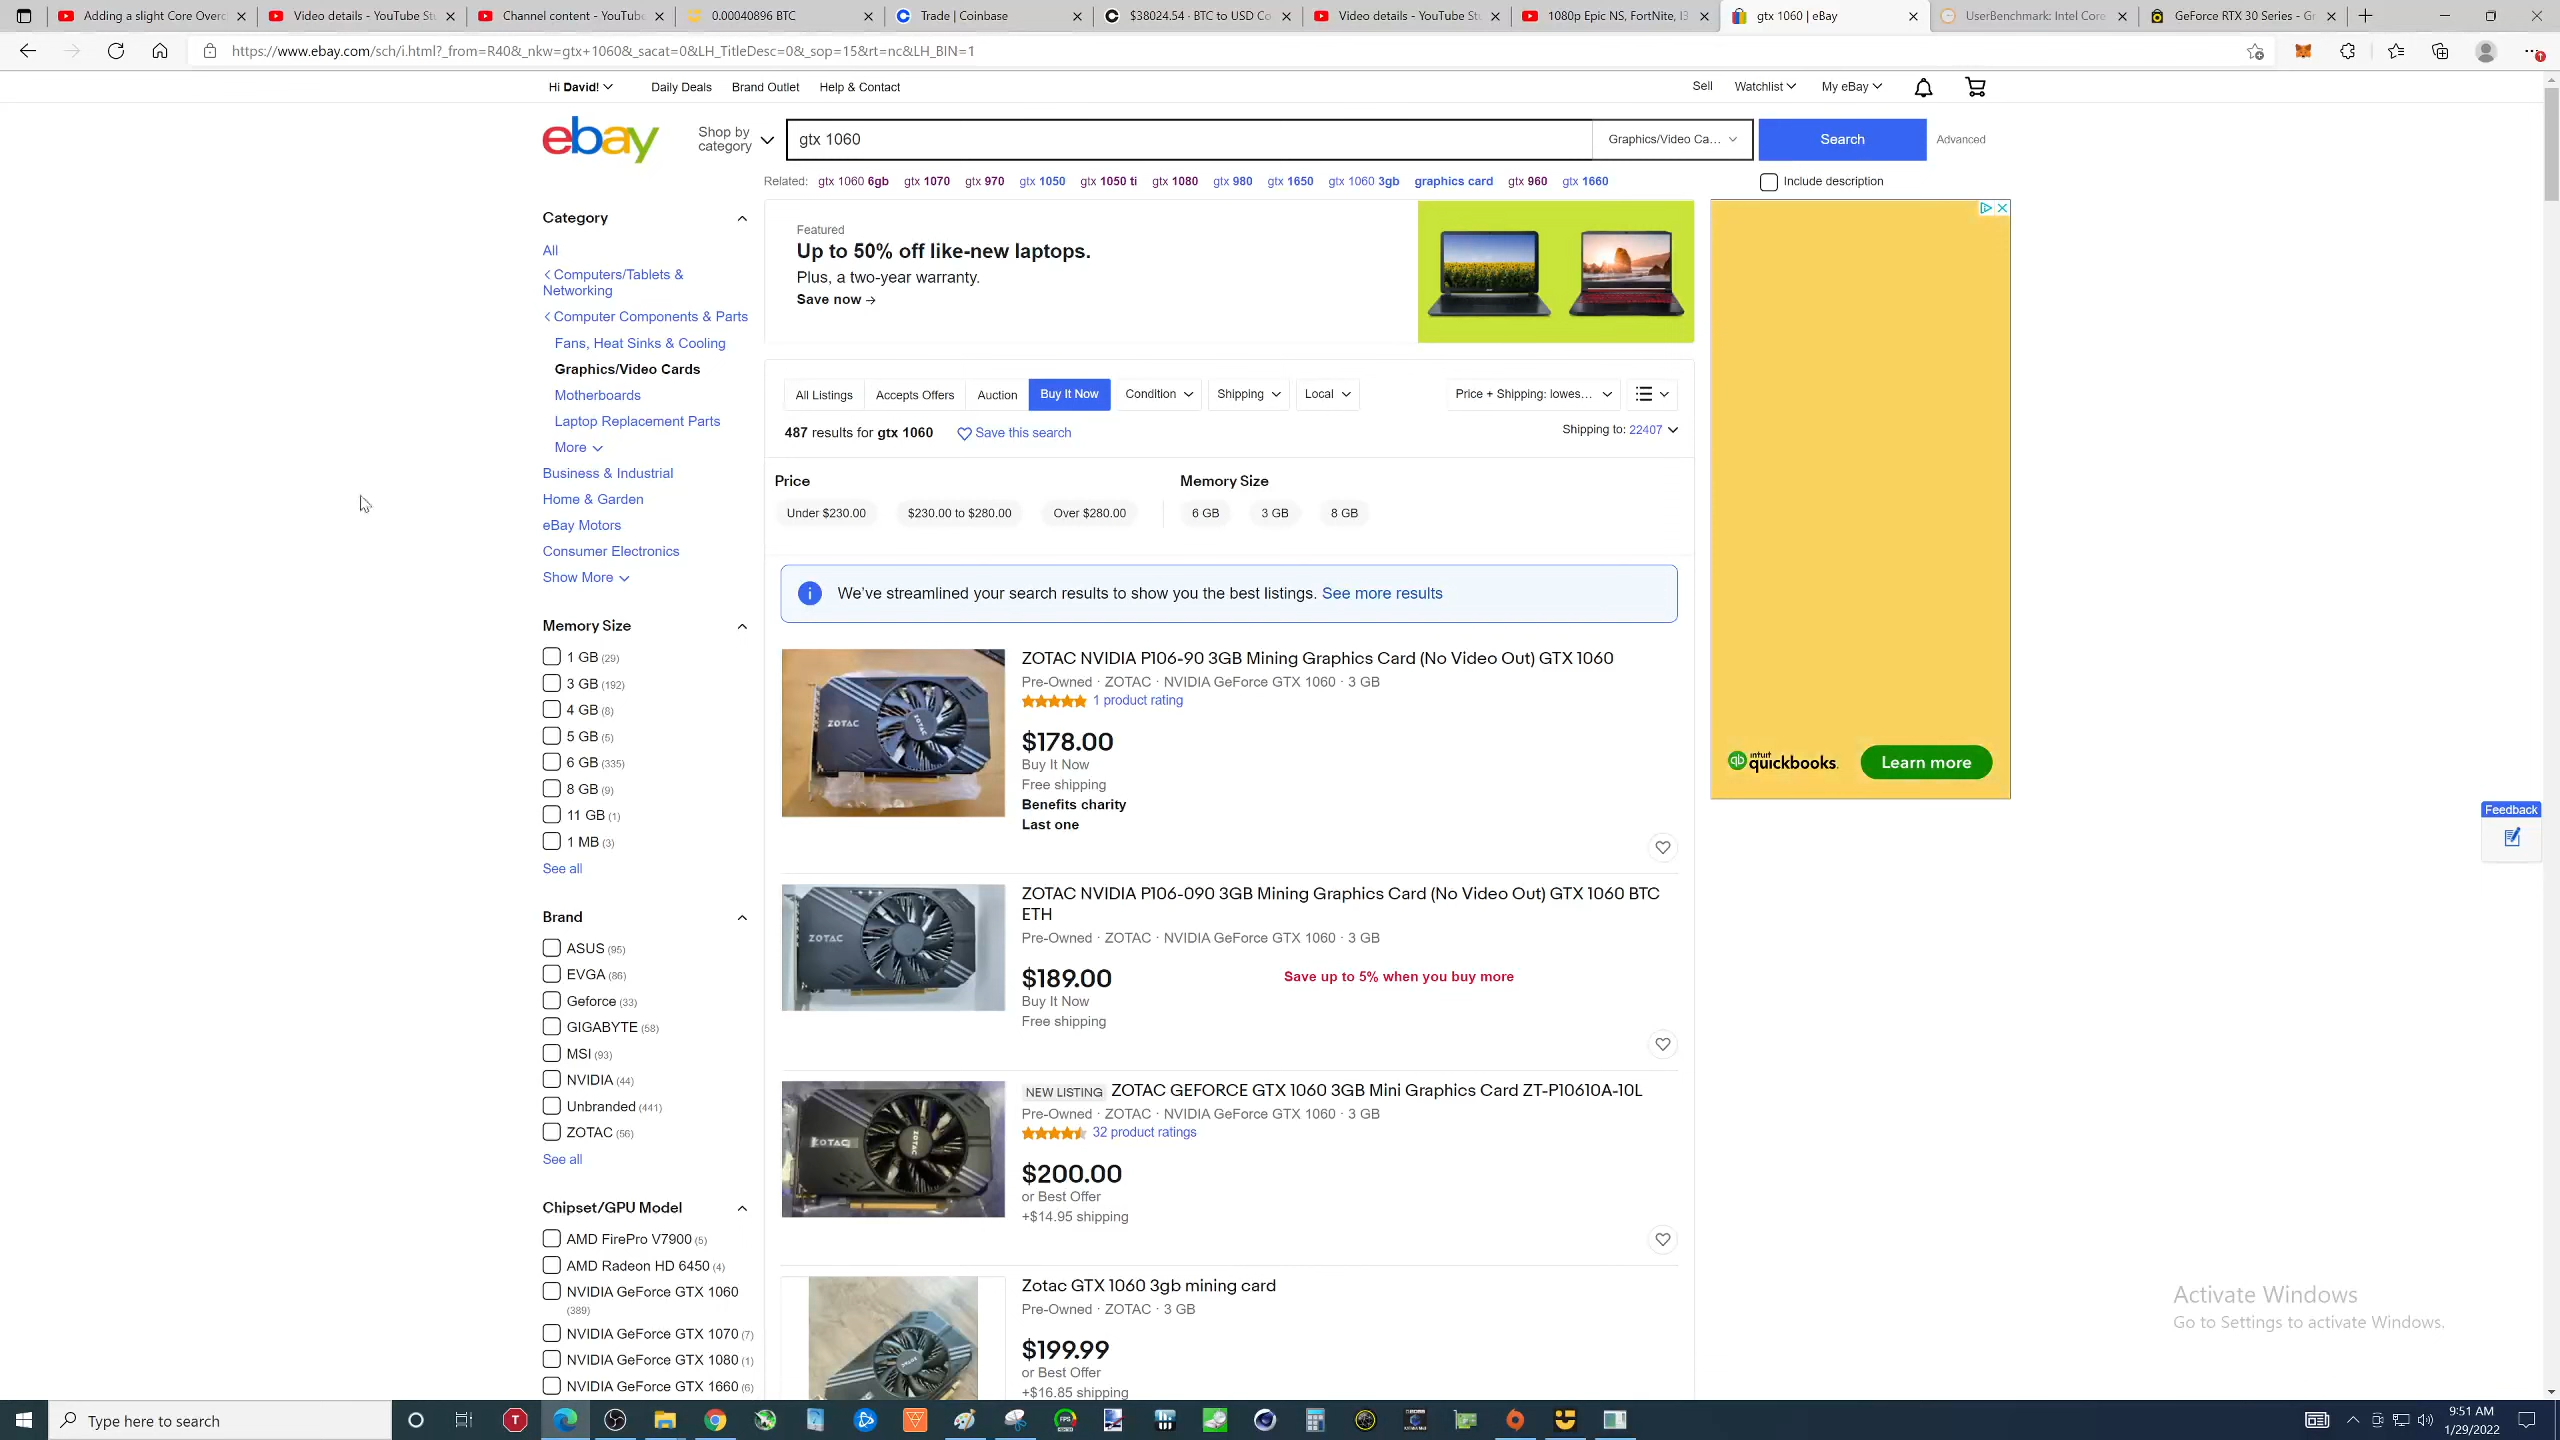 Adding a slight Core Overc
Video details - YouTube Stu
Channel content - YouTube
0.00040896 BTC
Trade | Coinbase
$38024.54 · BTC to USD Co
Video details - YouTube Stu
1080p Epic NS, FortNite, I3
gtx 1060 | eBay
UserBenchmark: Intel Core
GeForce RTX 30 Series - Gr
https://www.ebay.com/sch/i.html?_from=R40&_nkw=gtx+1060&_sacat=0&LH_TitleDesc=0&_sop=15&rt=nc&LH_BIN=1
Hi David!
Daily Deals
Brand Outlet
Help & Contact
Sell
Watchlist
My eBay
ebay
Shop by
category
gtx 1060
Graphics/Video Ca...
Search
Advanced
Related: gtx 1060 6gb gtx 1070 gtx 970 gtx 1050 gtx 1050 ti gtx 1080 gtx 980 gtx 1650 gtx 1060 3gb graphics card gtx 960 gtx 1660
Include description
Category
All
Computers/Tablets &
Networking
Computer Components & Parts
Fans, Heat Sinks & Cooling
Graphics/Video Cards
Motherboards
Laptop Replacement Parts
More
Business & Industrial
Home & Garden
eBay Motors
Consumer Electronics
Show More
Memory Size
1 GB (29)
3 GB (192)
4 GB (8)
5 GB (5)
6 GB (335)
8 GB (9)
11 GB (1)
1 MB (3)
See all
Brand
ASUS (95)
EVGA (86)
Geforce (33)
GIGABYTE (58)
MSI (93)
NVIDIA (44)
Unbranded (441)
ZOTAC (56)
See all
Chipset/GPU Model
AMD FirePro V7900 (5)
AMD Radeon HD 6450 (4)
NVIDIA GeForce GTX 1060
(389)
NVIDIA GeForce GTX 1070 (7)
NVIDIA GeForce GTX 1080 (1)
NVIDIA GeForce GTX 1660 (6)
Featured
Up to 50% off like-new laptops.
Plus, a two-year warranty.
Save now →
All Listings
Accepts Offers
Auction
Buy It Now
Condition
Shipping
Local
Price + Shipping: lowes...
487 results for gtx 1060
Save this search
Shipping to: 22407
Price
Under $230.00
$230.00 to $280.00
Over $280.00
Memory Size
6 GB
3 GB
8 GB
We've streamlined your search results to show you the best listings. See more results
ZOTAC
ZOTAC NVIDIA P106-90 3GB Mining Graphics Card (No Video Out) GTX 1060
Pre-Owned · ZOTAC · NVIDIA GeForce GTX 1060 · 3 GB
1 product rating
$178.00
Buy It Now
Free shipping
Benefits charity
Last one
ZOTAC
ZOTAC NVIDIA P106-090 3GB Mining Graphics Card (No Video Out) GTX 1060 BTC
ETH
Pre-Owned · ZOTAC · NVIDIA GeForce GTX 1060 · 3 GB
$189.00
Save up to 5% when you buy more
Buy It Now
Free shipping
ZOTAC
NEW LISTING ZOTAC GEFORCE GTX 1060 3GB Mini Graphics Card ZT-P10610A-10L
Pre-Owned · ZOTAC · NVIDIA GeForce GTX 1060 · 3 GB
32 product ratings
$200.00
or Best Offer
+$14.95 shipping
Zotac GTX 1060 3gb mining card
Pre-Owned · ZOTAC · 3 GB
$199.99
or Best Offer
+$16.85 shipping
intuit
quickbooks.
Learn more
Feedback
Activate Windows
Go to Settings to activate Windows.
Type here to search
9:51 AM
1/29/2022